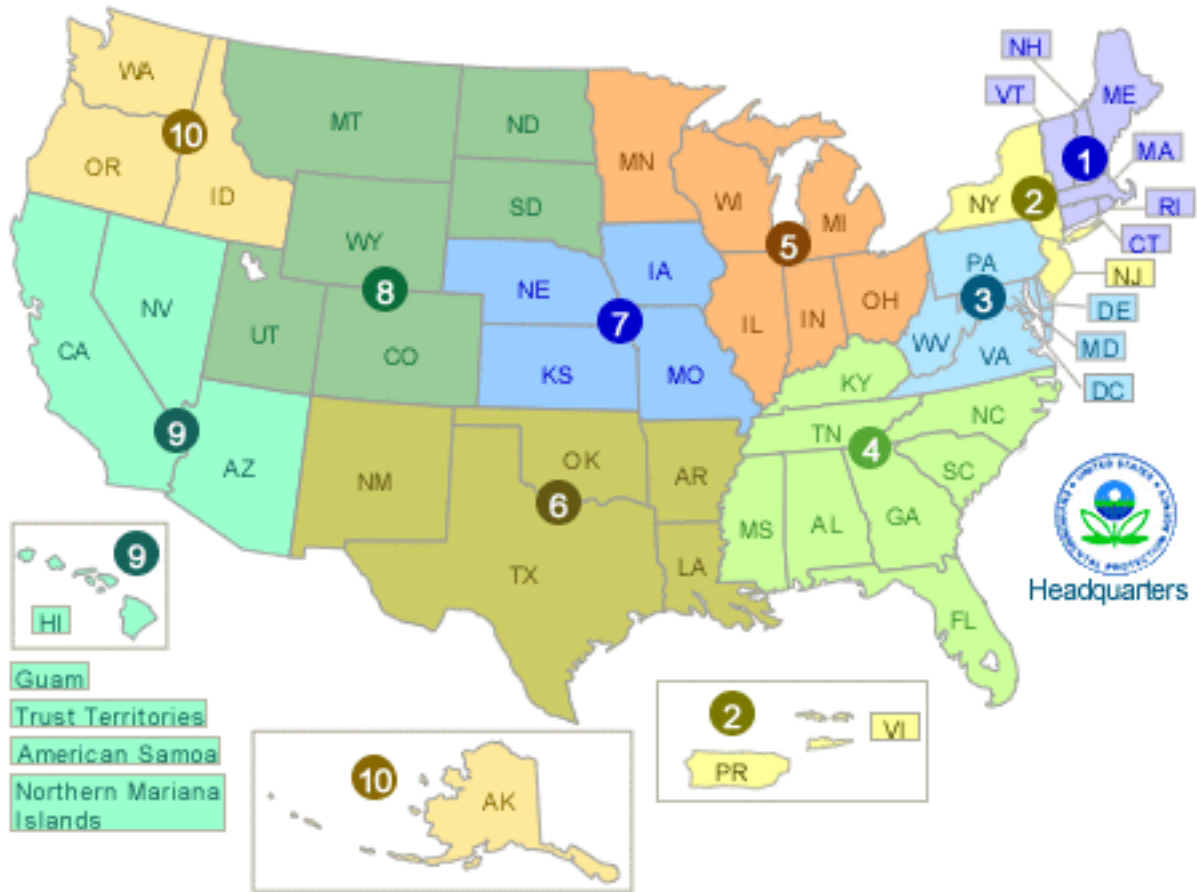 NH
VT
ME
WA
MT
ND
MN
10
1
MA
OR
ID
SD
WI
MI
NY
2
RI
WY
5
CT
IA
PA
NJ
8
NE
3
NV
7
IL
IN
OH
DE
CA
UT
CO
WV
VA
MD
KS
MO
KY
DC
NC
9
TN
4
AZ
NM
OK
AR
SC
6
MS
AL
GA
TX
LA
UNITED STATES
ENVIRONMENTAL PROTECTION AGENCY
Headquarters
9
HI
FL
Guam
Trust Territories
American Samoa
Northern Mariana
Islands
2
VI
PR
10
AK